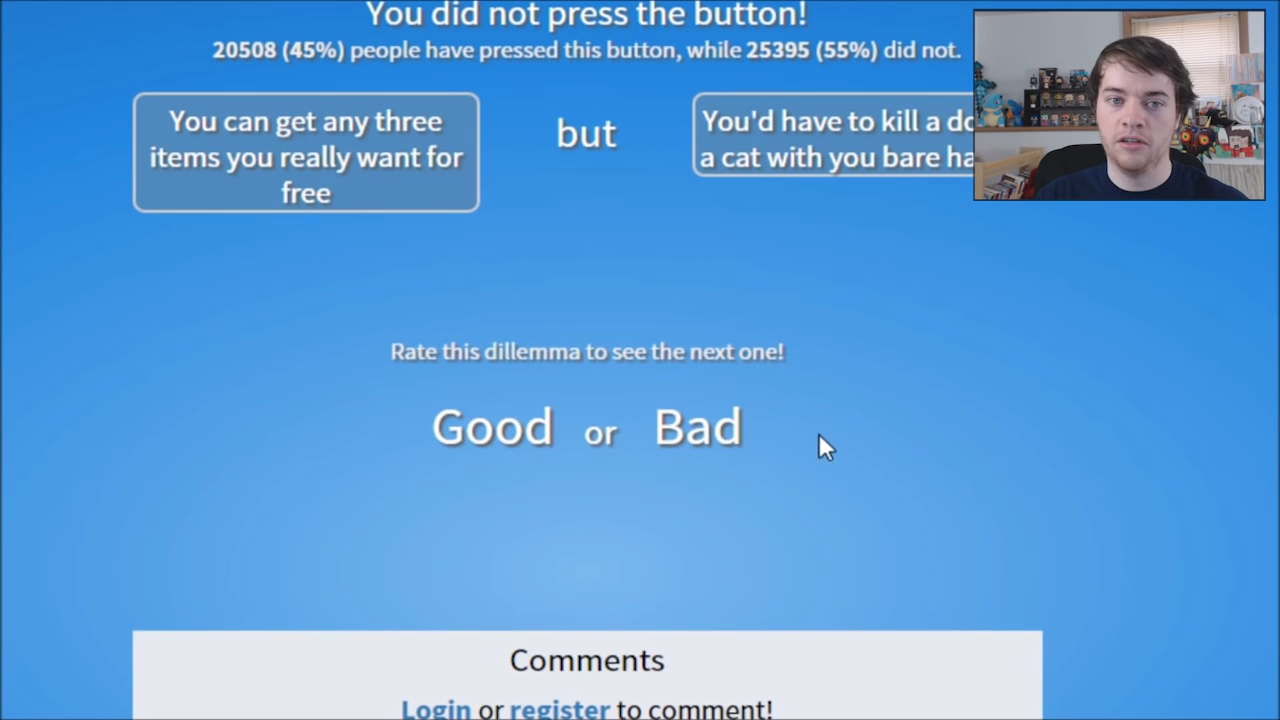 You did not press the button!
20508 (45%) people have pressed this button, while 25395 (55%) did not.
You can get any three
items you really want for
free
but
You'd have to kill a
a cat with you bare
Rate this dillemma to see the next one!
Good or Bad
Comments
Login or register to comment!